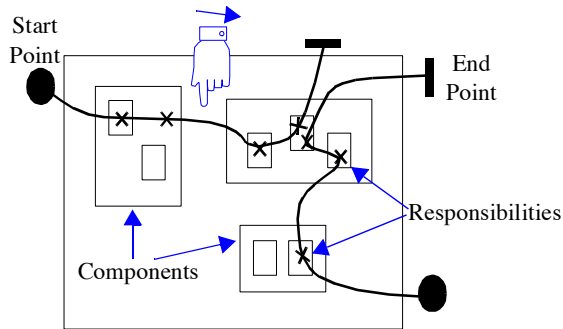 Start
Point
End
Point
Responsibilities
Components